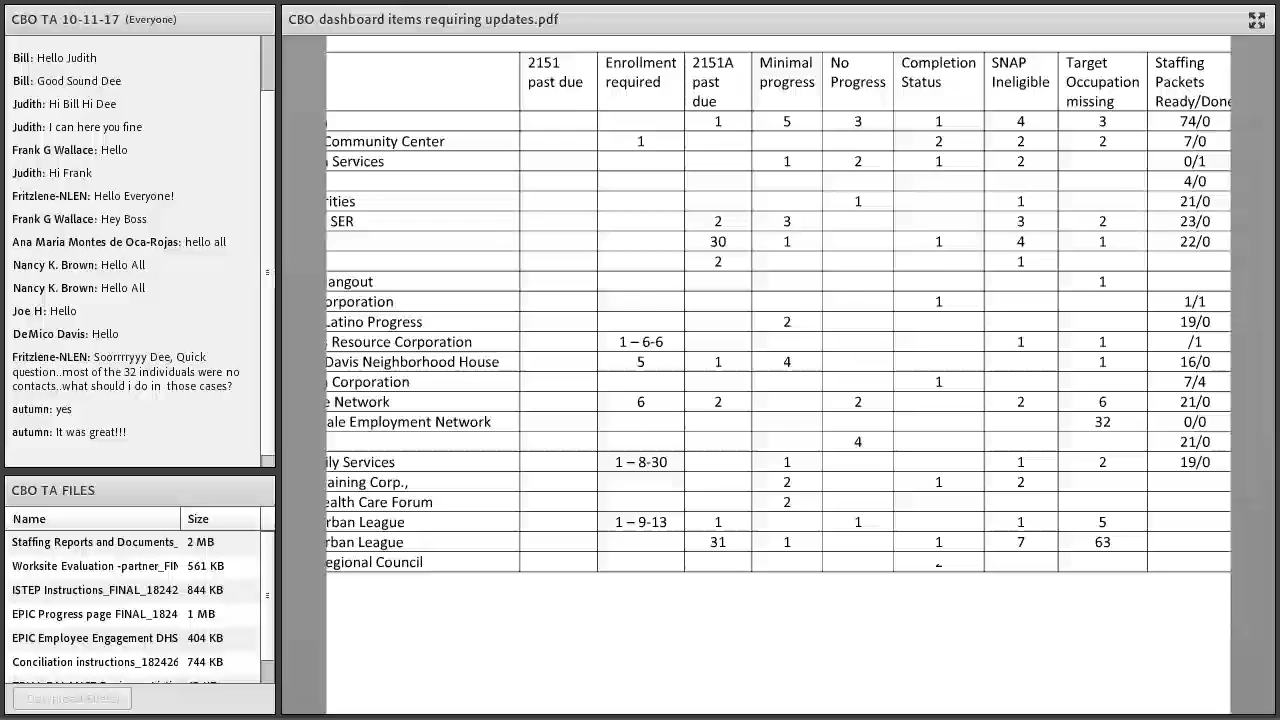 CBO TA 10-11-17 (Everyone)
Bill: Hello Judith
Bill: Good Sound Dee
Judith: Hi Bill Hi Dee
Judith: I can here you fine
Frank G Wallace: Hello
Judith: Hi Frank
Fritzlene-NLEN: Hello Everyone!
Frank G Wallace: Hey Boss
Ana Maria Montes de Oca-Rojas: hello all
Nancy K. Brown: Hello All
Nancy K. Brown: Hello All
Joe H: Hello
DeMico Davis: Hello
Fritzlene-NLEN: Soorrrryyy Dee, Quick
question..most of the 32 individuals were no
contacts..what should i do in those cases?
autumn: yes
autumn: It was great!!!
CBO TA FILES
Name Size
Staffing Reports and Documents_ 2 MB
Worksite Evaluation -partner_FIN 561 KB
ISTEP Instructions_FINAL_18242 844 KB
EPIC Progress page FINAL_1824 1 MB
EPIC Employee Engagement DHS 404 KB
Conciliation instructions_182426 744 KB
CBO dashboard items requiring updates.pdf
2151 Enrollment 2151A Minimal No Completion SNAP Target Staffing
past due required past progress Progress Status Ineligible Occupation Packets
due missing Ready/Done
1 5 3 1 4 3 74/0
Community Center 1 2 2 2 7/0
Services 1 2 1 2 0/1
4/0
rities 1 1 21/0
SER 2 3 3 2 23/0
30 1 1 4 1 22/0
2 1
angout 1
orporation 1 1/1
Latino Progress 2 19/0
Resource Corporation 1 – 6-6 1 1 /1
Davis Neighborhood House 5 1 4 1 16/0
Corporation 1 7/4
Network 6 2 2 2 6 21/0
ale Employment Network 32 0/0
4 21/0
ily Services 1 – 8-30 1 1 2 19/0
aining Corp., 2 1 2
ealth Care Forum 2
rban League 1 – 9-13 1 1 1 5
rban League 31 1 1 7 63
egional Council